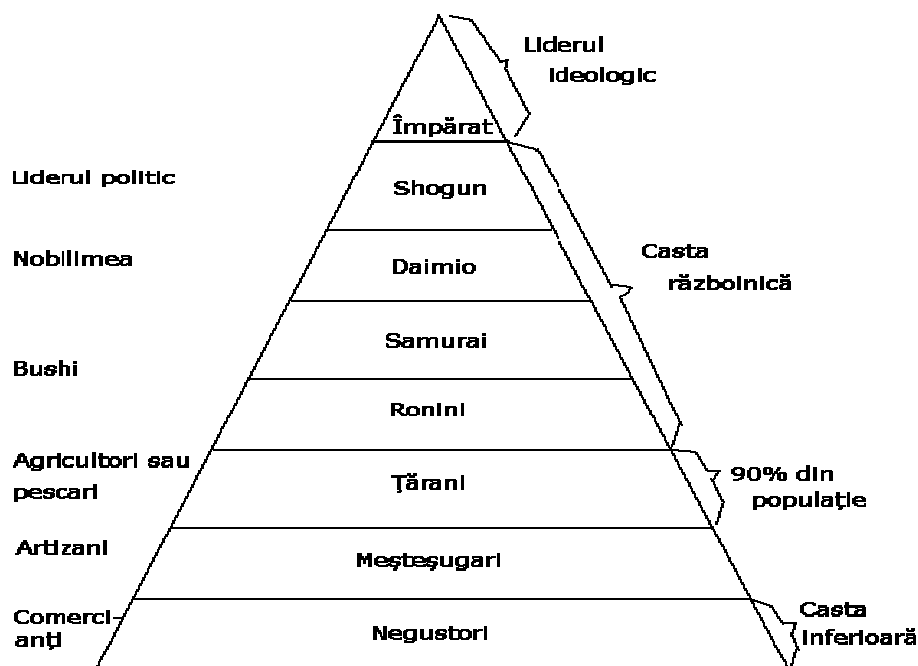 Liderul
ideologic
Împărat
Liderul politic
Shogun
Nobilimea
Daimio
Casta
războinică
Samurai
Bushi
Ronini
Agricultori sau
pescari
Ţărani
90% din
populaţie
Artizani
Meşteşugari
Comerci-
anţi
Negustori
Casta
inferioară